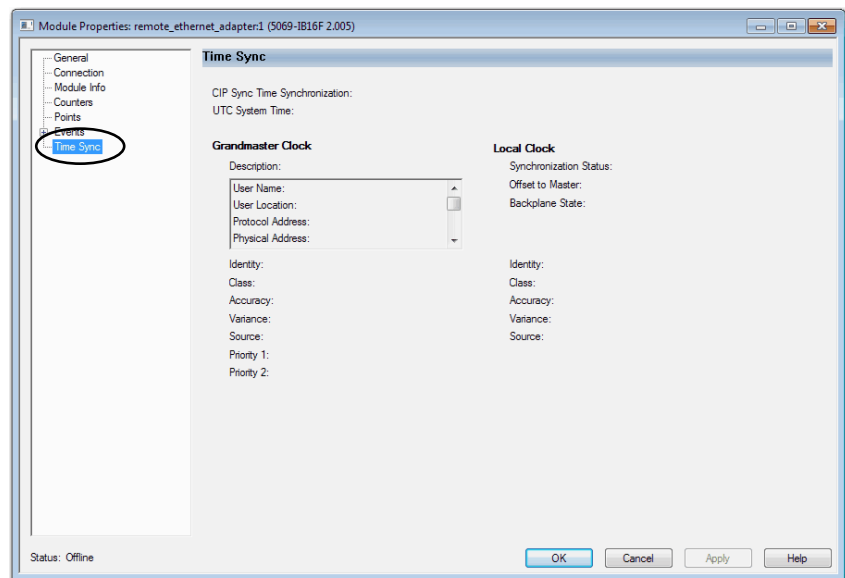 Module Properties: remote_ethernet_adapter:1 (5069-IB16F 2.005)
General
Connection
Module Info
Counters
Points
Events
Time Sync
Time Sync
CIP Sync Time Synchronization:
UTC System Time:
Grandmaster Clock
Description:
User Name:
User Location:
Protocol Address:
Physical Address:
Identity:
Class:
Accuracy:
Variance:
Source:
Priority 1:
Priority 2:
Local Clock
Synchronization Status:
Offset to Master:
Backplane State:
Identity:
Class:
Accuracy:
Variance:
Source:
Status: Offline
OK
Cancel
Apply
Help